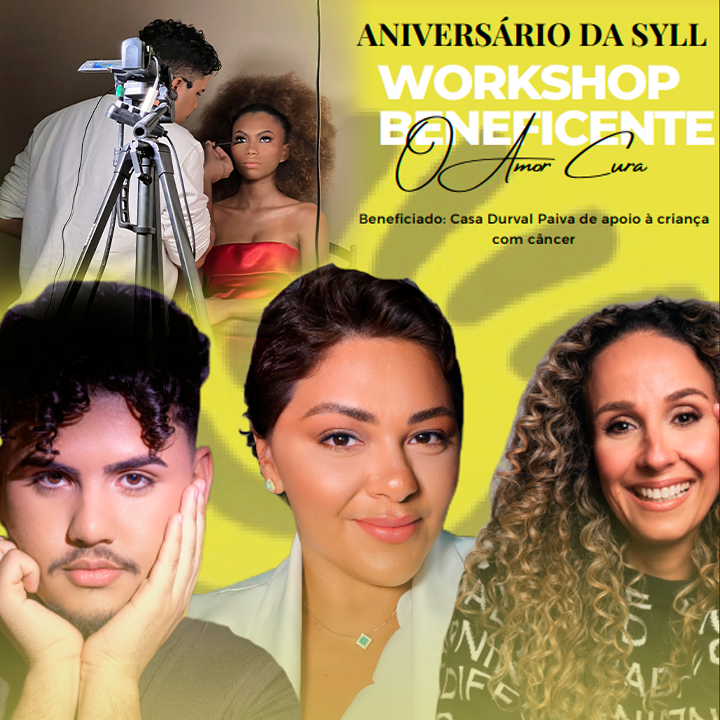 ANIVERSÁRIO DA SYLL
WORKSHOP
BENEFICENTE
O Amor Cura
Beneficiado: Casa Durval Paiva de apoio à criança
com câncer